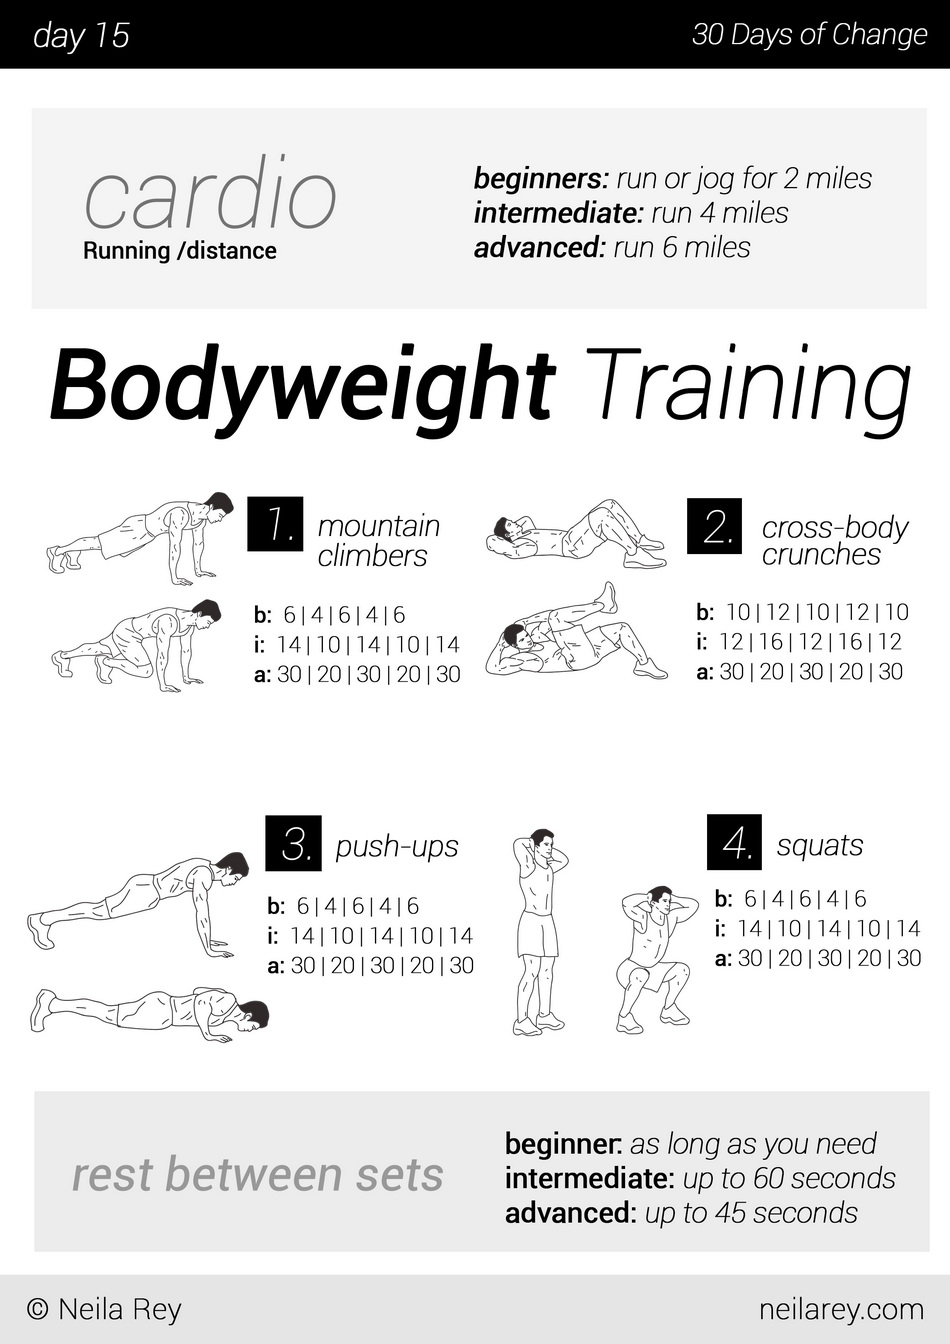 day 15
30 Days of Change
cardio
Running /distance
beginners: run or jog for 2 miles
intermediate: run 4 miles
advanced: run 6 miles
Bodyweight Training
1. mountain
climbers
b: 6 | 4 | 6 | 4 | 6
i: 14 | 10 | 14 | 10 | 14
a: 30 | 20 | 30 | 20 | 30
2. cross-body
crunches
b: 10 | 12 | 10 | 12 | 10
i: 12 | 16 | 12 | 16 | 12
a: 30 | 20 | 30 | 20 | 30
3. push-ups
b: 6 | 4 | 6 | 4 | 6
i: 14 | 10 | 14 | 10 | 14
a: 30 | 20 | 30 | 20 | 30
4. squats
b: 6 | 4 | 6 | 4 | 6
i: 14 | 10 | 14 | 10 | 14
a: 30 | 20 | 30 | 20 | 30
rest between sets
beginner: as long as you need
intermediate: up to 60 seconds
advanced: up to 45 seconds
© Neila Rey
neilarey.com